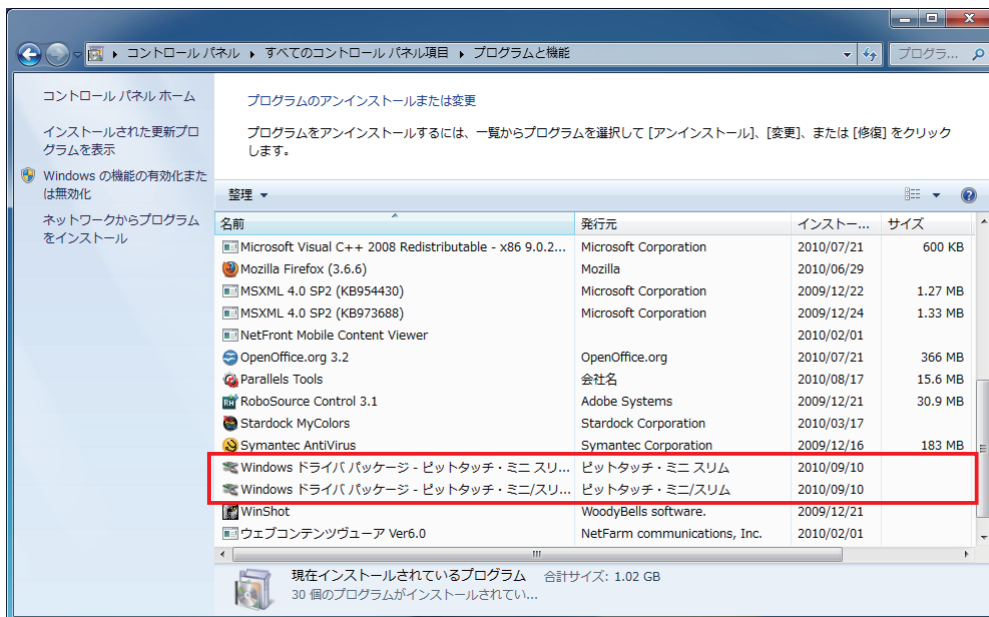 コントロール パネル ▸ すべてのコントロール パネル項目 ▸ プログラムと機能
プログラ...
コントロール パネル ホーム
インストールされた更新プロ
グラムを表示
Windows の機能の有効化また
は無効化
ネットワークからプログラム
をインストール
プログラムのアンインストールまたは変更
プログラムをアンインストールするには、一覧からプログラムを選択して [アンインストール]、[変更]、または [修復] をクリック
します。
整理
名前 発行元 インストー... サイズ
Microsoft Visual C++ 2008 Redistributable - x86 9.0.2... Microsoft Corporation 2010/07/21 600 KB
Mozilla Firefox (3.6.6) Mozilla 2010/06/29
MSXML 4.0 SP2 (KB954430) Microsoft Corporation 2009/12/22 1.27 MB
MSXML 4.0 SP2 (KB973688) Microsoft Corporation 2009/12/24 1.33 MB
NetFront Mobile Content Viewer 2010/02/01
OpenOffice.org 3.2 OpenOffice.org 2010/07/21 366 MB
Parallels Tools 会社名 2010/08/17 15.6 MB
RoboSource Control 3.1 Adobe Systems 2009/12/21 30.9 MB
Stardock MyColors Stardock Corporation 2010/03/17
Symantec AntiVirus Symantec Corporation 2009/12/16 183 MB
Windows ドライバ パッケージ - ピットタッチ・ミニ スリ... ピットタッチ・ミニ スリム 2010/09/10
Windows ドライバ パッケージ - ピットタッチ・ミニ/スリ... ピットタッチ・ミニ/スリム 2010/09/10
WinShot WoodyBells software. 2009/12/21
ウェブコンテンツヴューア Ver6.0 NetFarm communications, Inc. 2010/02/01
現在インストールされているプログラム 合計サイズ: 1.02 GB
30 個のプログラムがインストールされてい...